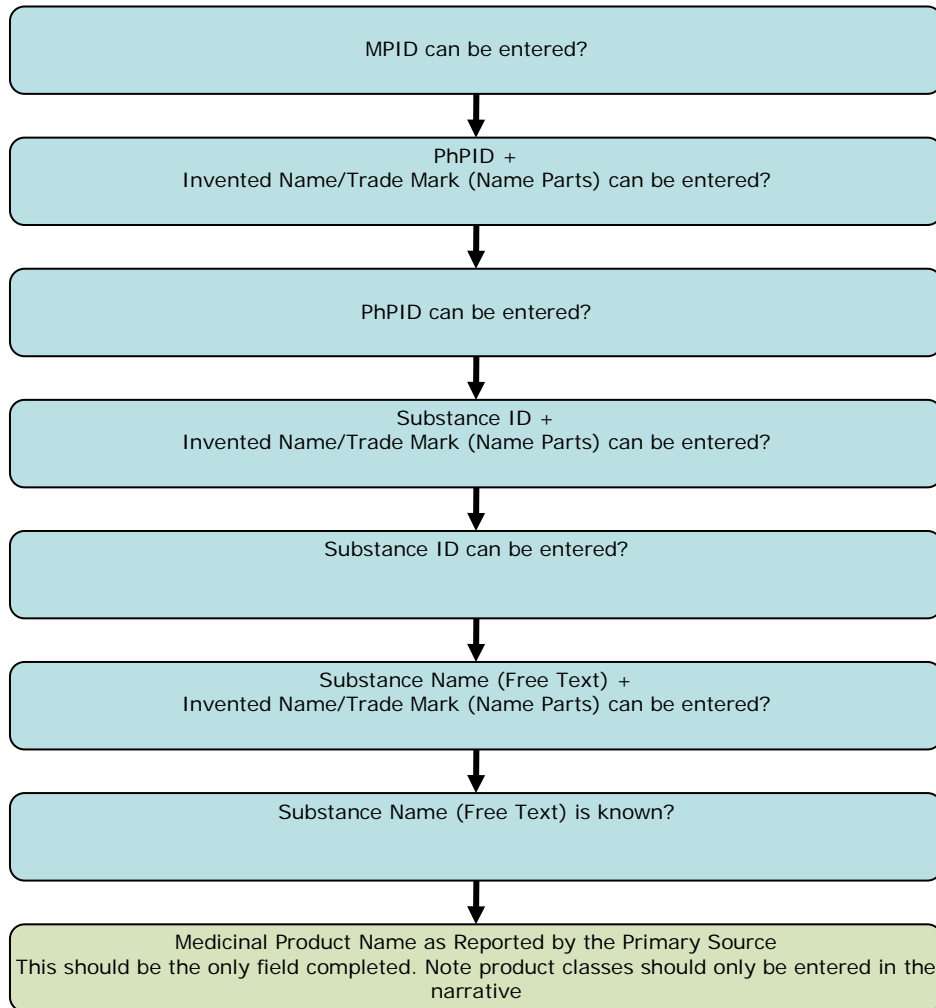 MPID can be entered?
PhPID +
Invented Name/Trade Mark (Name Parts) can be entered?
PhPID can be entered?
Substance ID +
Invented Name/Trade Mark (Name Parts) can be entered?
Substance ID can be entered?
Substance Name (Free Text) +
Invented Name/Trade Mark (Name Parts) can be entered?
Substance Name (Free Text) is known?
Medicinal Product Name as Reported by the Primary Source
This should be the only field completed. Note product classes should only be entered in the
narrative